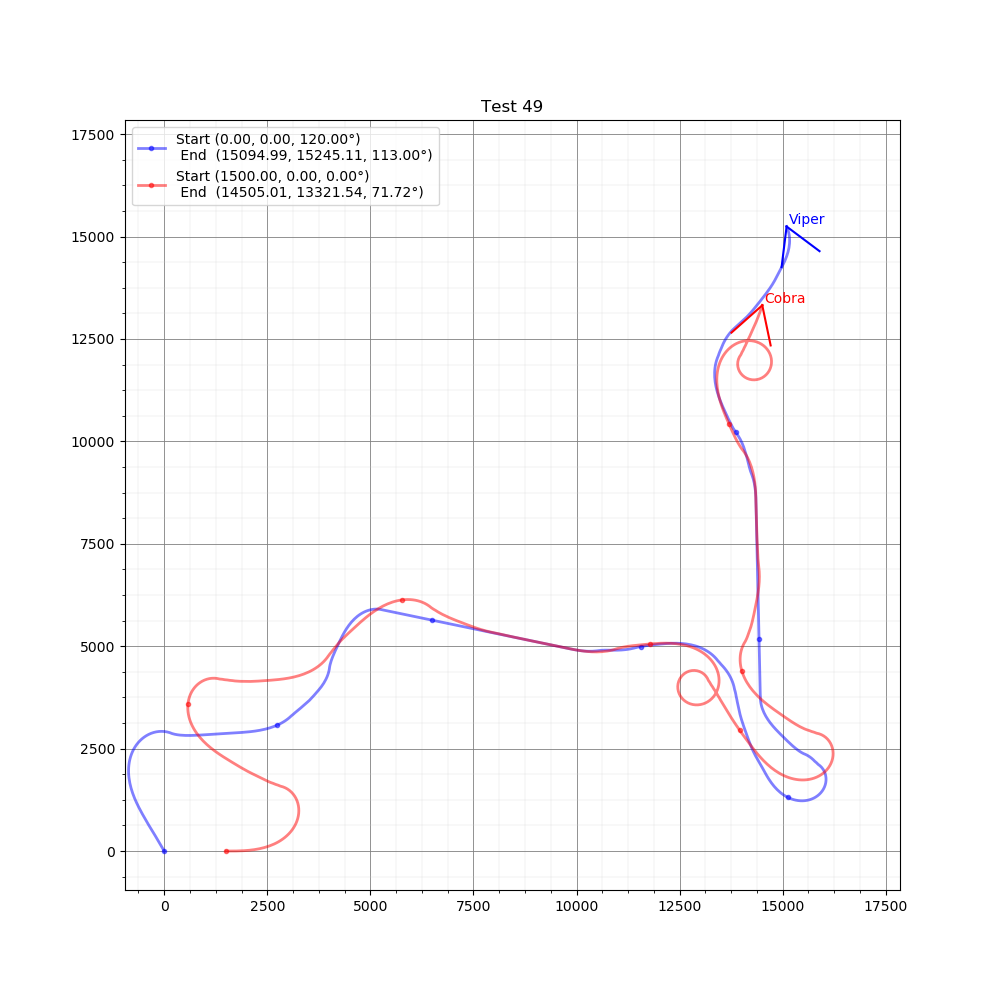 Test 49
Start (0.00, 0.00, 120.00°)
End (15094.99, 15245.11, 113.00°)
Start (1500.00, 0.00, 0.00°)
End (14505.01, 13321.54, 71.72°)
17500
15000
12500
10000
7500
5000
2500
0
Viper
Cobra
0 2500 5000 7500 10000 12500 15000 17500